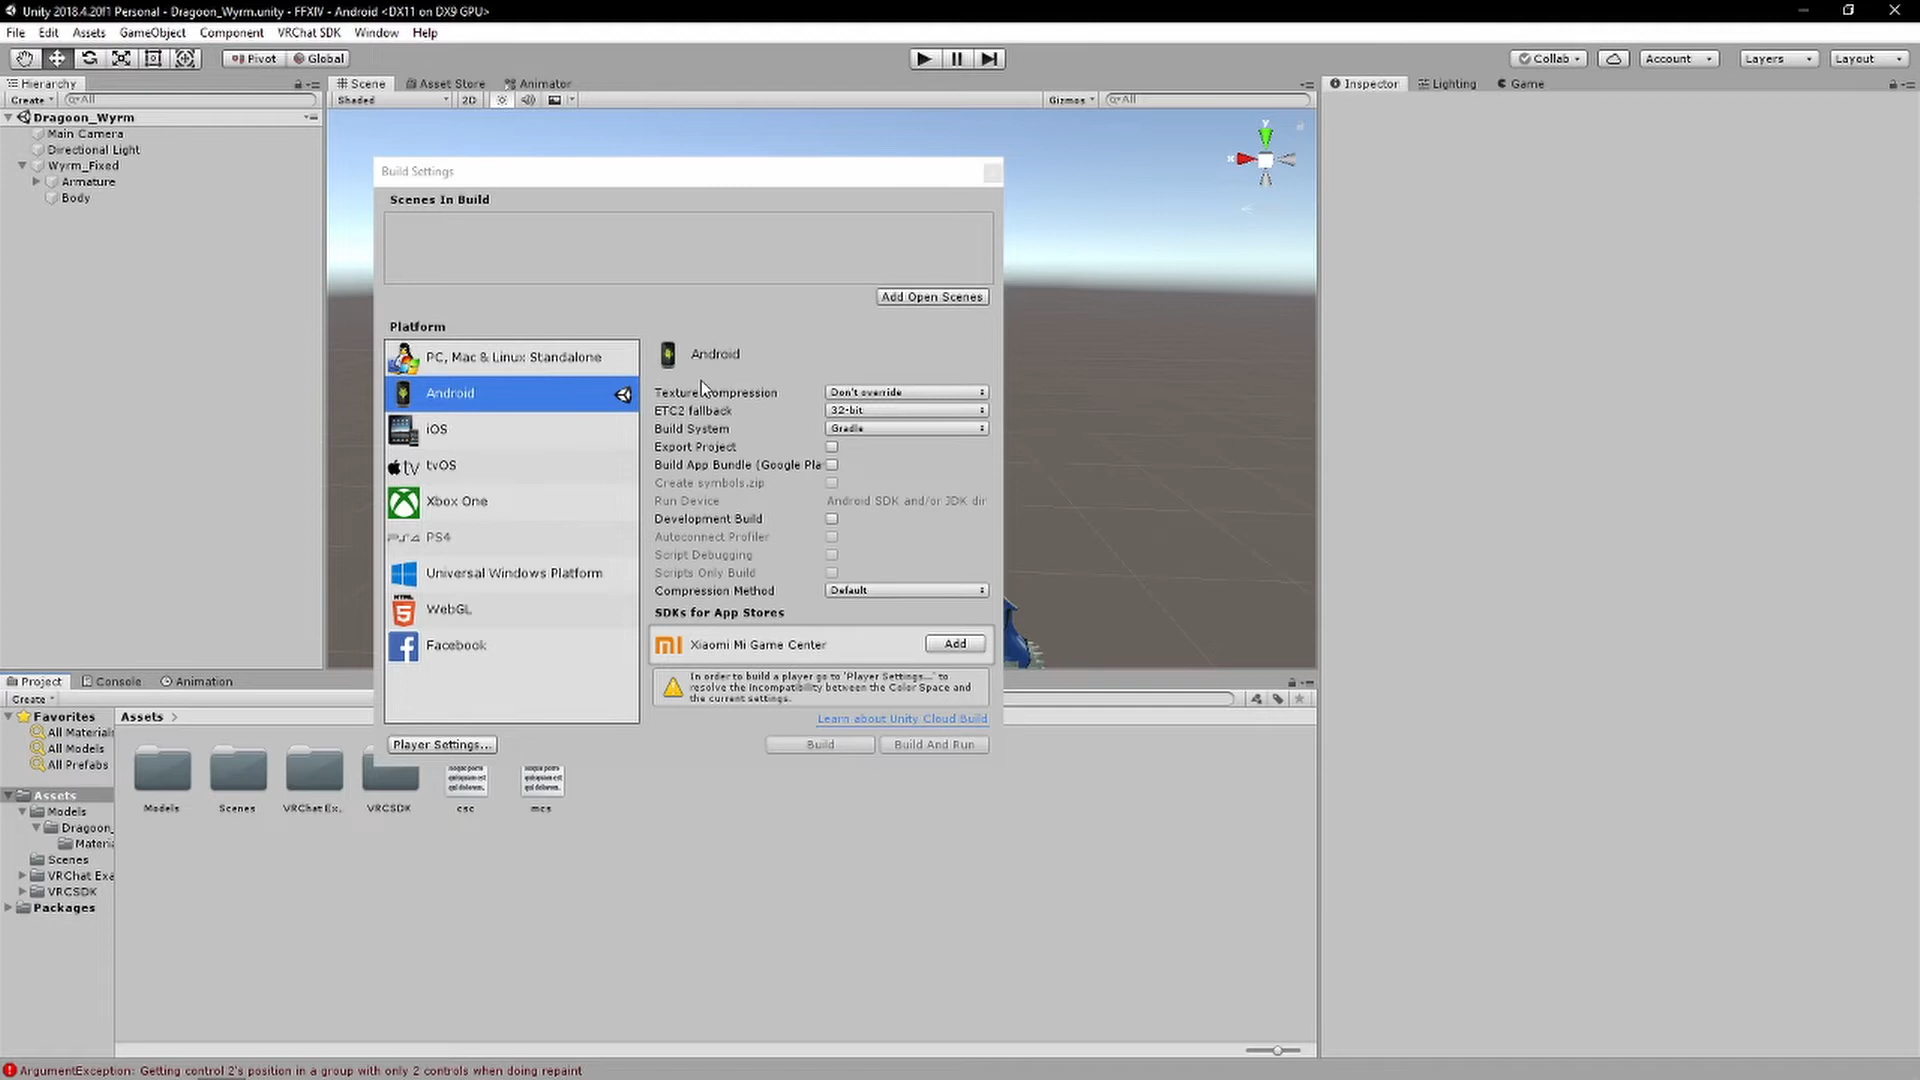 Unity 2018.4.20f1 Personal - Dragoon_Wyrm.unity - FFXIV - Android <DX11 on DX9 GPU>
File Edit Assets GameObject Component VRChat SDK Window Help
Pivot Global Collab Account Layers Layout
Hierarchy Scene Asset Store Animator Inspector Lighting Game
Create All Shaded 2D Gizmos All
Dragoon_Wyrm
Main Camera
Directional Light
Wyrm_Fixed
Armature
Body
y
x
Build Settings
Scenes In Build
Add Open Scenes
Platform
PC, Mac & Linux Standalone
Android
iOS
tv tvOS
Xbox One
PS4
Universal Windows Platform
HTML 5 WebGL
Facebook
Android
Texture Compression Don't override
ETC2 fallback 32-bit
Build System Gradle
Export Project
Build App Bundle (Google Pla
Create symbols.zip
Run Device Android SDK and/or JDK dir
Development Build
Autoconnect Profiler
Script Debugging
Scripts Only Build
Compression Method Default
SDKs for App Stores
Xiaomi Mi Game Center Add
In order to build a player go to 'Player Settings...' to
resolve the incompatibility between the Color Space and
the current settings.
Learn about Unity Cloud Build
Player Settings... Build Build And Run
Project Console Animation
Create
Favorites
All Materials
All Models
All Prefabs
Assets
Models
Dragoon_
Materi
Scenes
VRChat Exa
VRCSDK
Packages
Assets
Models Scenes VRChat Ex.. VRCSDK csc mcs
ArgumentException: Getting control 2's position in a group with only 2 controls when doing repaint